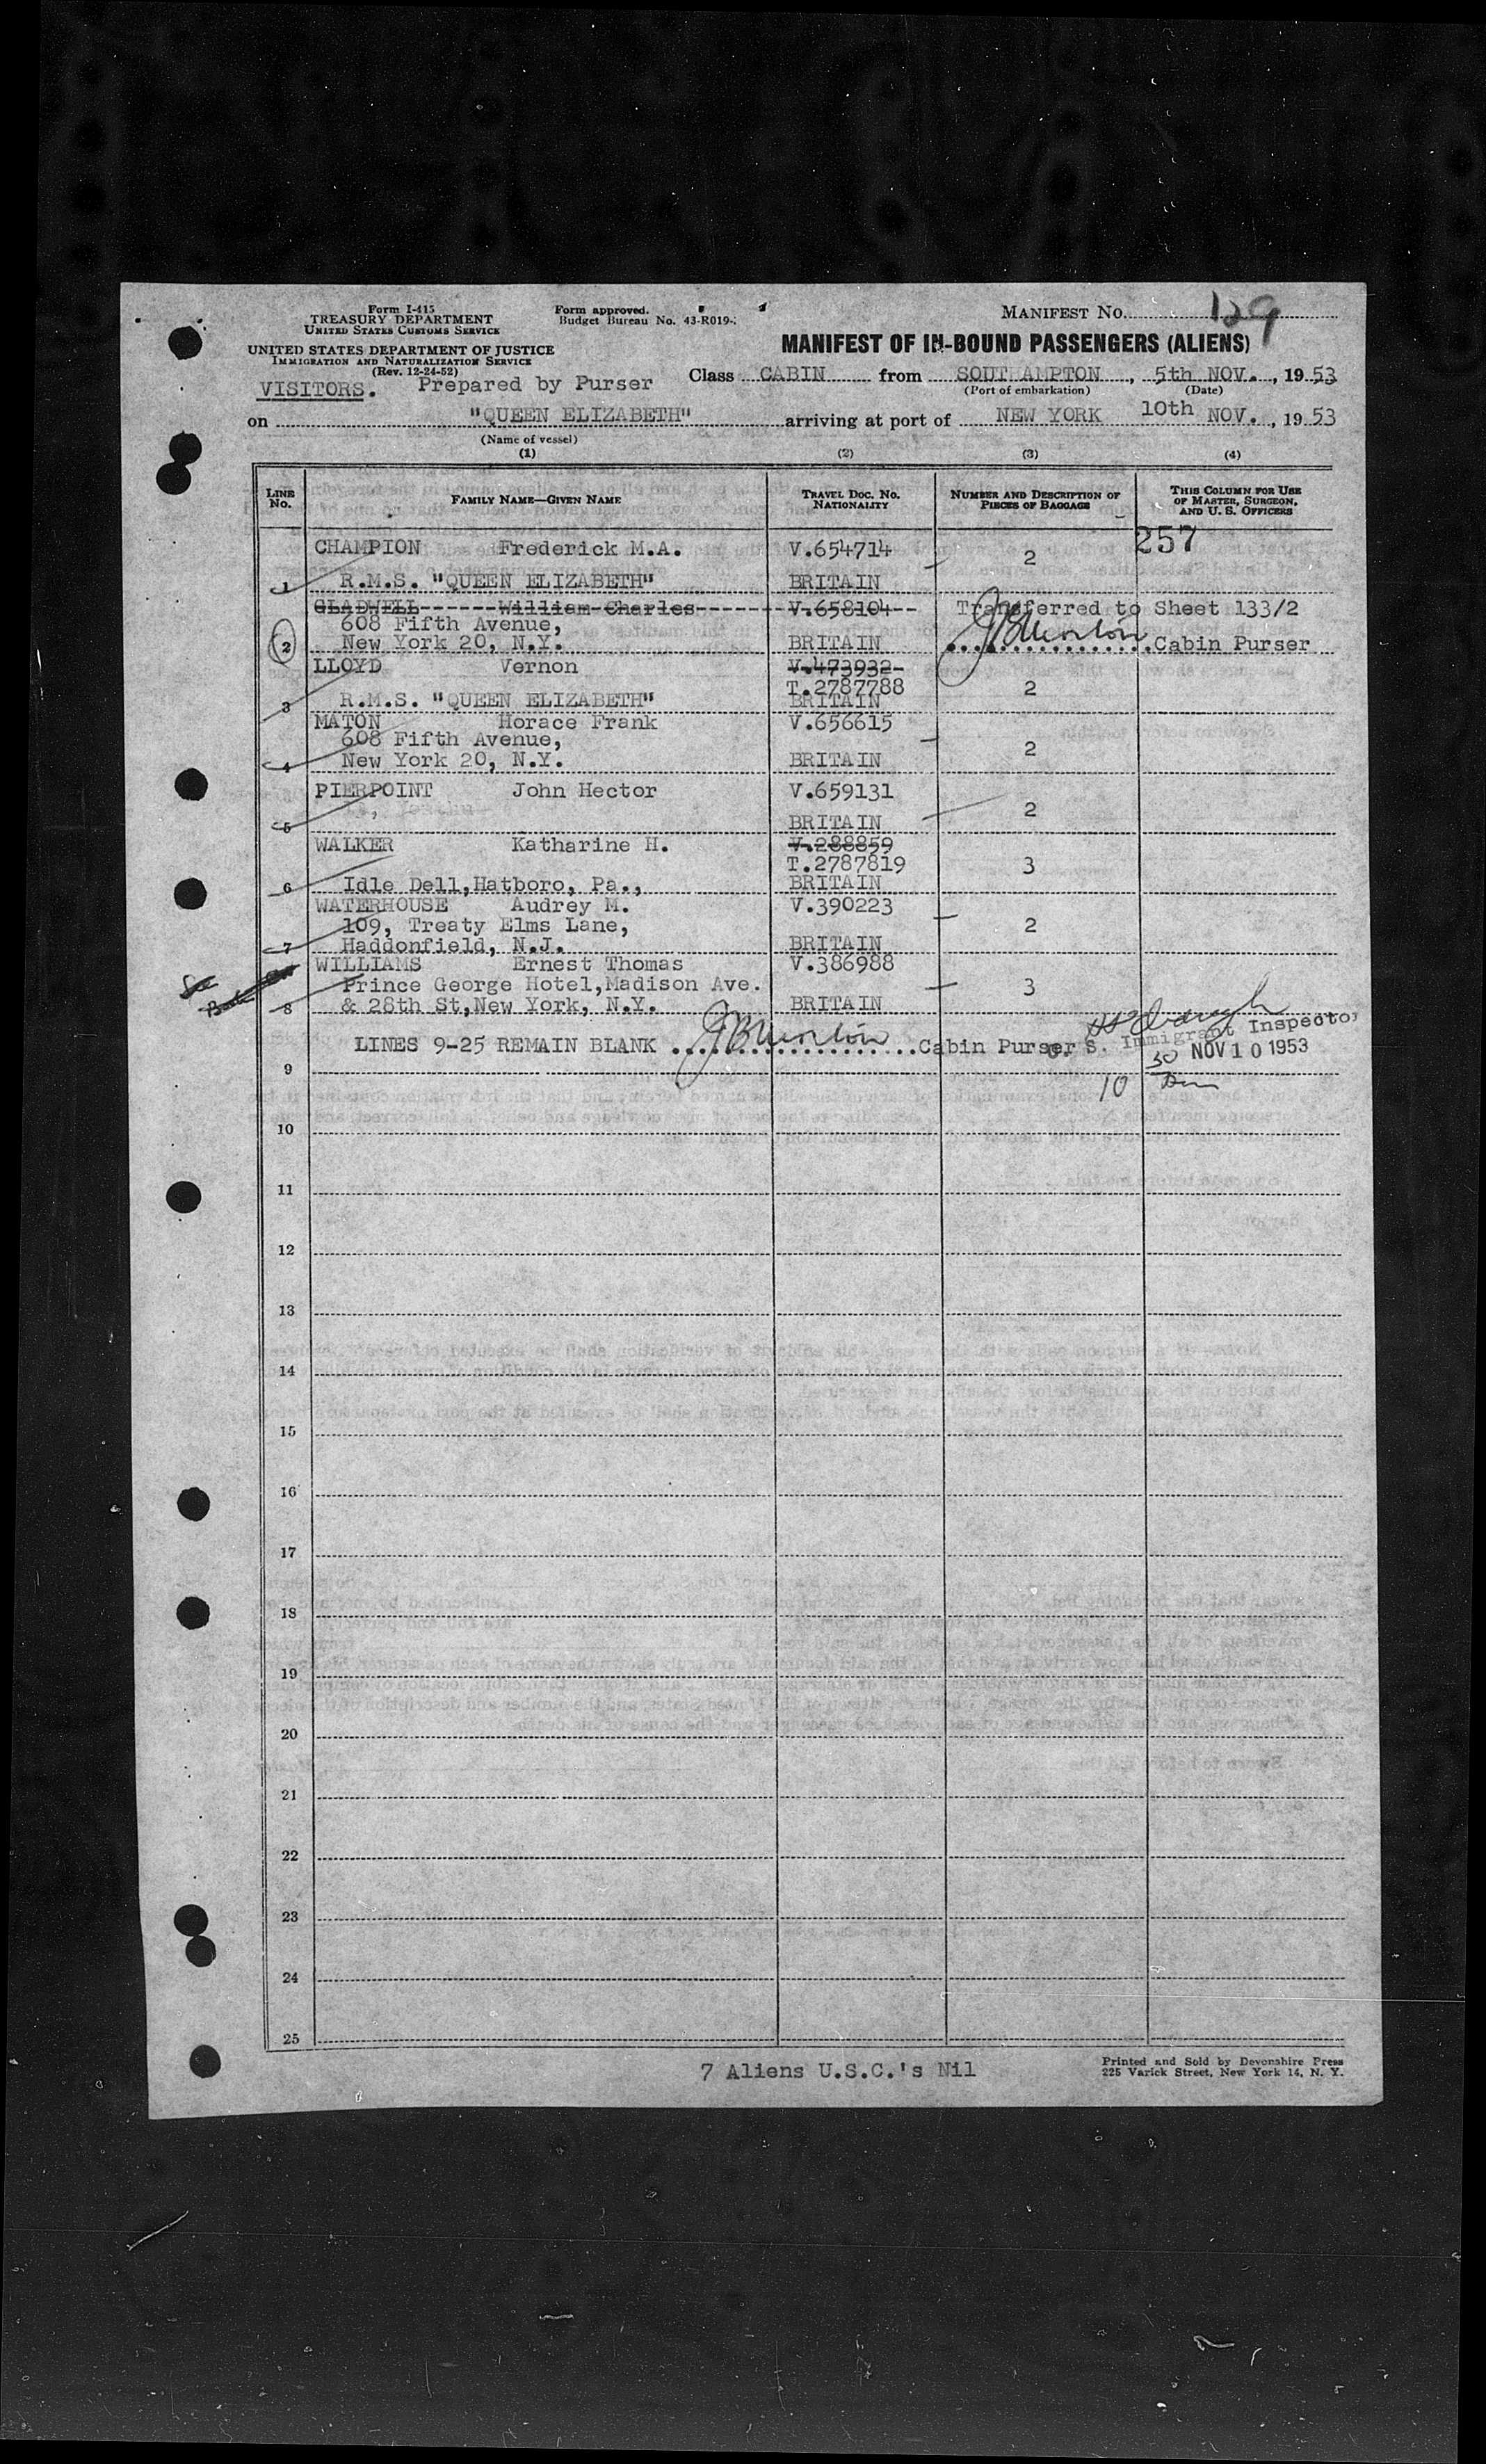 Form I-415
TREASURY DEPARTMENT
UNITED STATES CUSTOMS SERVICE
Form approved.
Budget Bureau No. 43-R019-
MANIFEST No. 129
UNITED STATES DEPARTMENT OF JUSTICE
IMMIGRATION AND NATURALIZATION SERVICE
(Rev. 12-24-52)
MANIFEST OF IN-BOUND PASSENGERS (ALIENS)
VISITORS. Prepared by Purser
Class CABIN from SOUTHAMPTON, 5th NOV., 1953
(Port of embarkation) (Date)
on "QUEEN ELIZABETH" arriving at port of NEW YORK 10th NOV., 1953
(Name of vessel)
(1) (2) (3) (4)
LINE No. FAMILY NAME—GIVEN NAME TRAVEL DOC. NO. NATIONALITY NUMBER AND DESCRIPTION OF PIECES OF BAGGAGE THIS COLUMN FOR USE OF MASTER, SURGEON, AND U. S. OFFICERS
257
CHAMPION Frederick M.A. V.654714 2
1 R.M.S. "QUEEN ELIZABETH" BRITAIN
GLADWELL William Charles V.658104 Transferred to Sheet 133/2
608 Fifth Avenue,
2 New York 20, N.Y. BRITAIN Cabin Purser
LLOYD Vernon V.473932
T.2787788 2
3 R.M.S. "QUEEN ELIZABETH" BRITAIN
MATON Horace Frank V.656615
608 Fifth Avenue, 2
4 New York 20, N.Y. BRITAIN
PIERPOINT John Hector V.659131
2
5 BRITAIN
WALKER Katharine H. V.288859
T.2787819 3
6 Idle Dell,Hatboro, Pa., BRITAIN
WATERHOUSE Audrey M. V.390223
109, Treaty Elms Lane, 2
7 Haddonfield, N.J. BRITAIN
WILLIAMS Ernest Thomas V.386988
Prince George Hotel,Madison Ave. 3
8 & 28th St,New York, N.Y. BRITAIN
LINES 9-25 REMAIN BLANK Cabin Purser
U. S. Immigrant Inspector
NOV 10 1953
9
10
10
11
12
13
14
15
16
17
18
19
20
21
22
23
24
25
7 Aliens U.S.C.'s Nil
Printed and Sold by Devonshire Press
225 Varick Street, New York 14, N. Y.